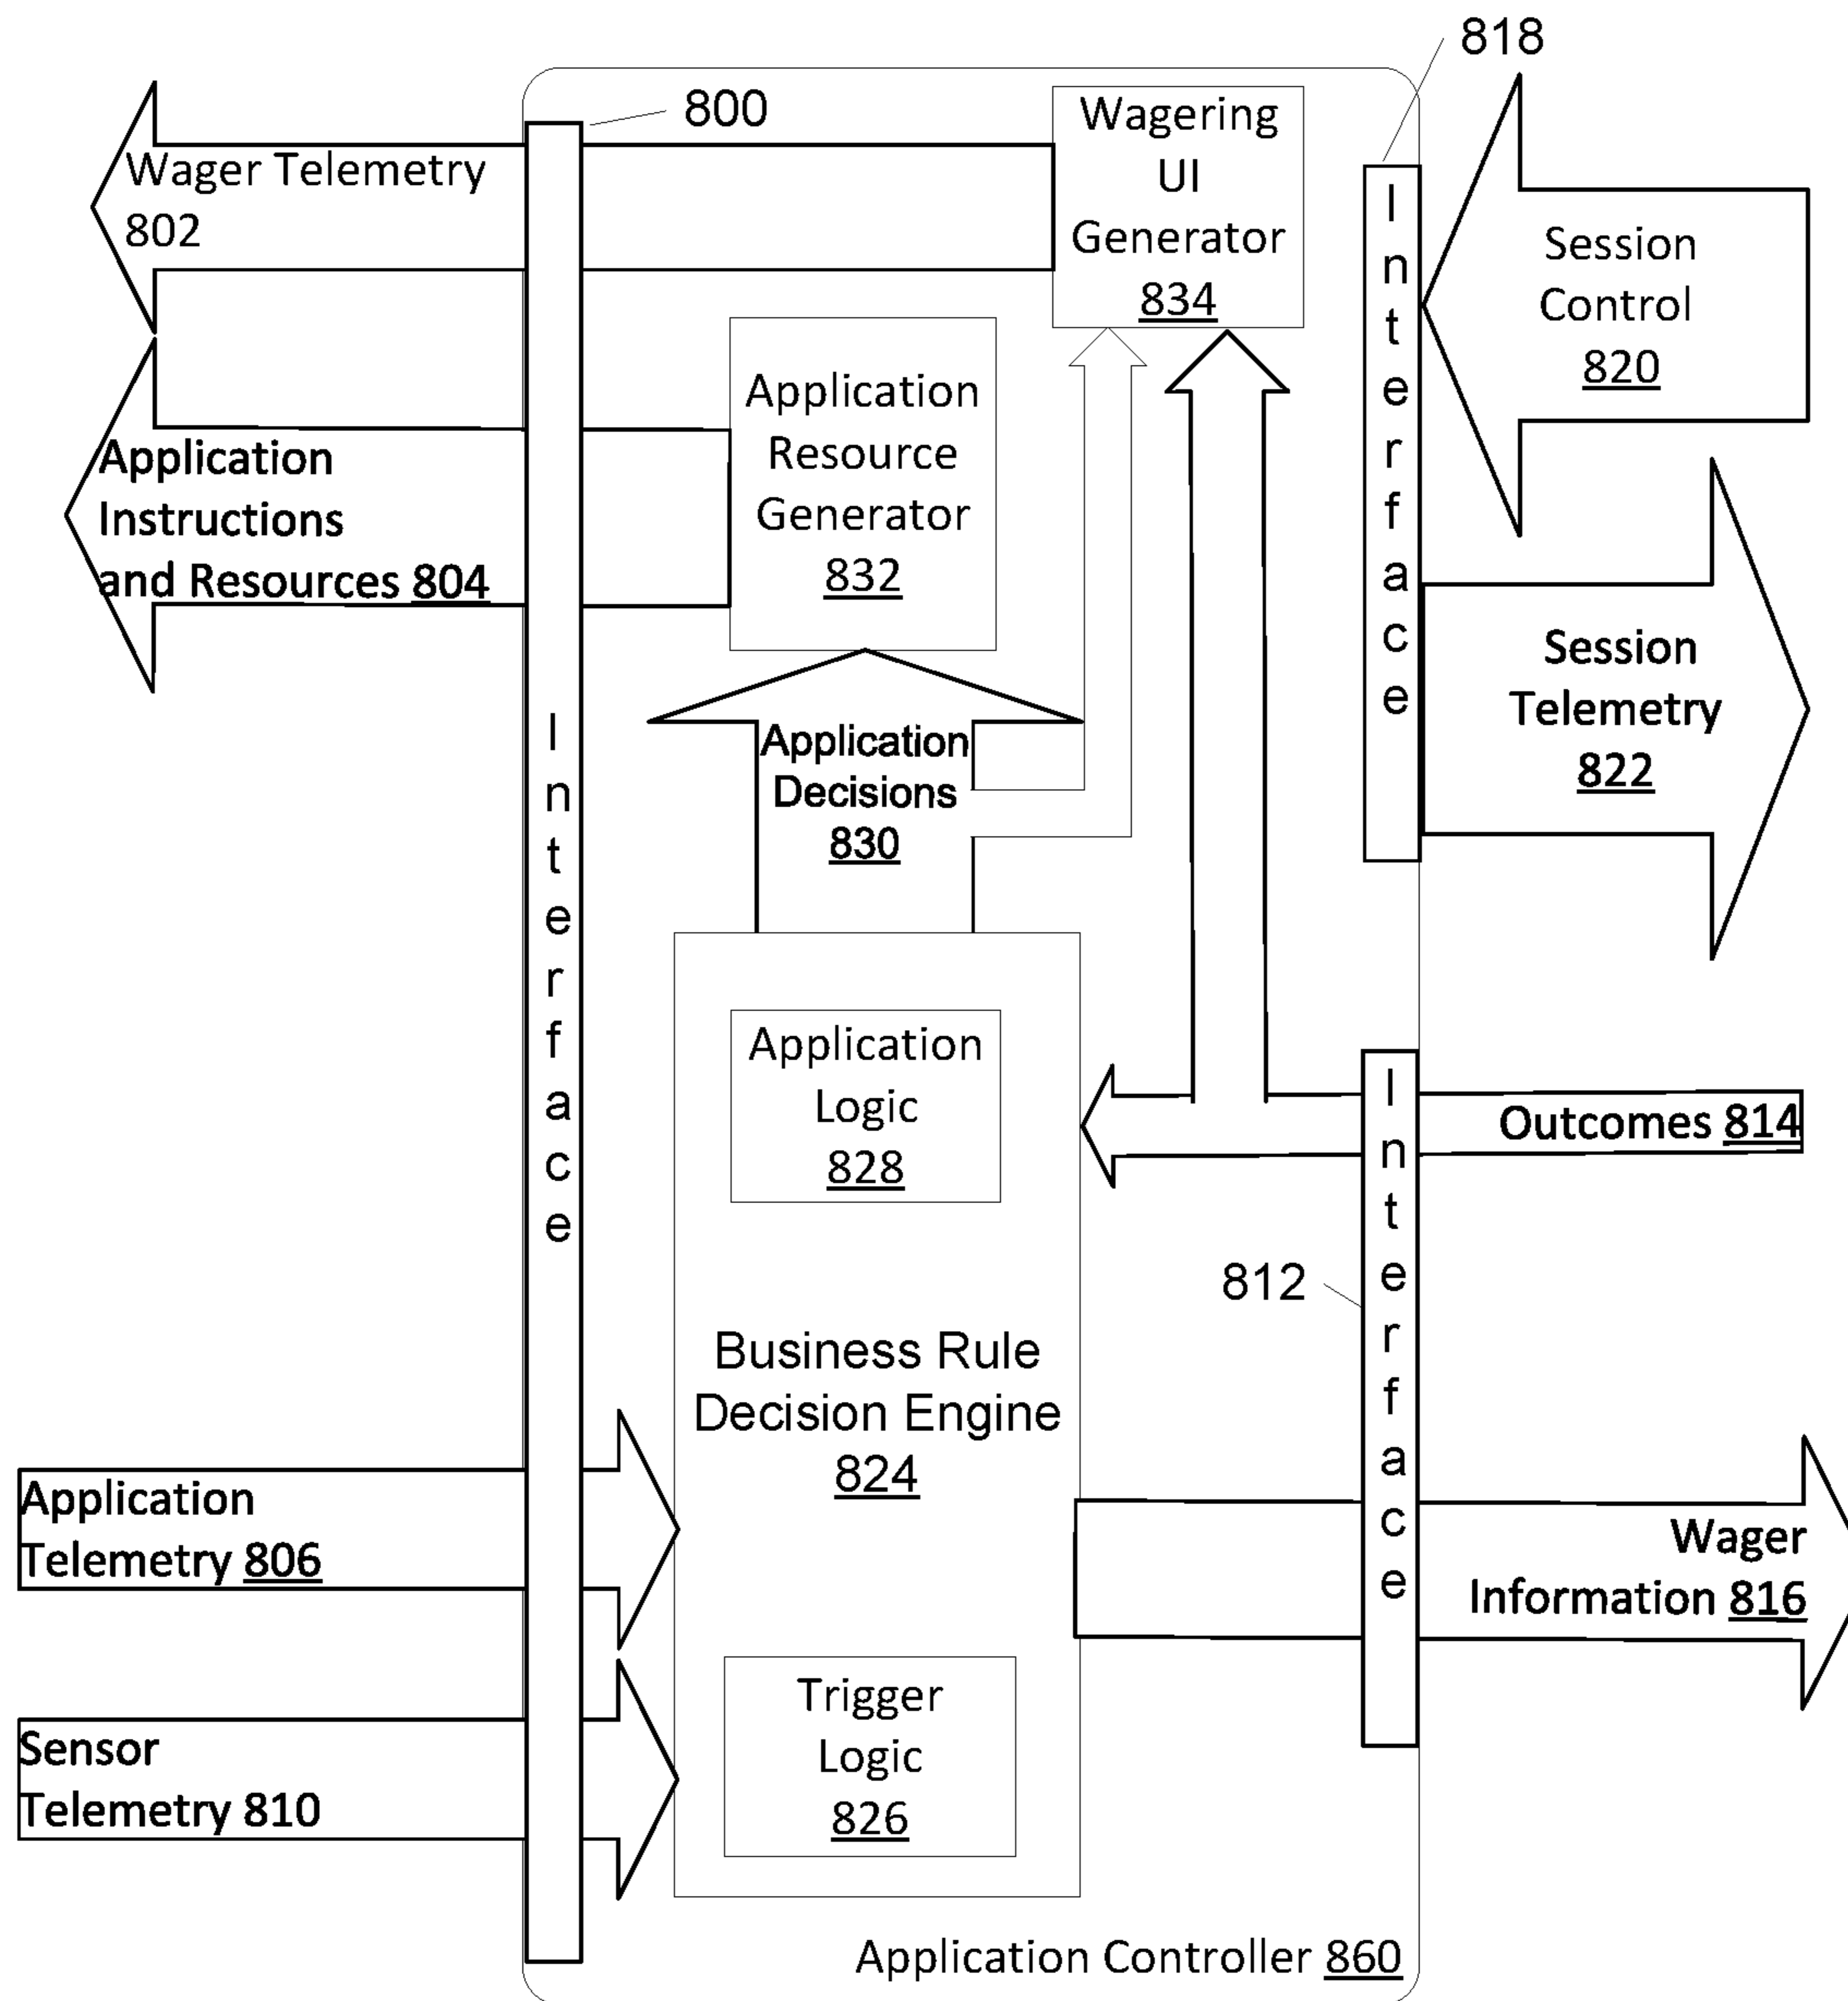 818
800
Wagering
UI
Generator
834
Wager Telemetry
802
Interface
Session
Control
820
Application
Resource
Generator
832
Application
Instructions
and Resources 804
Session
Telemetry
822
Interface
Application
Decisions
830
Application
Logic
828
Interface
Outcomes 814
812
Business Rule
Decision Engine
824
Application
Telemetry 806
Wager
Information 816
Trigger
Logic
826
Sensor
Telemetry 810
Application Controller 860